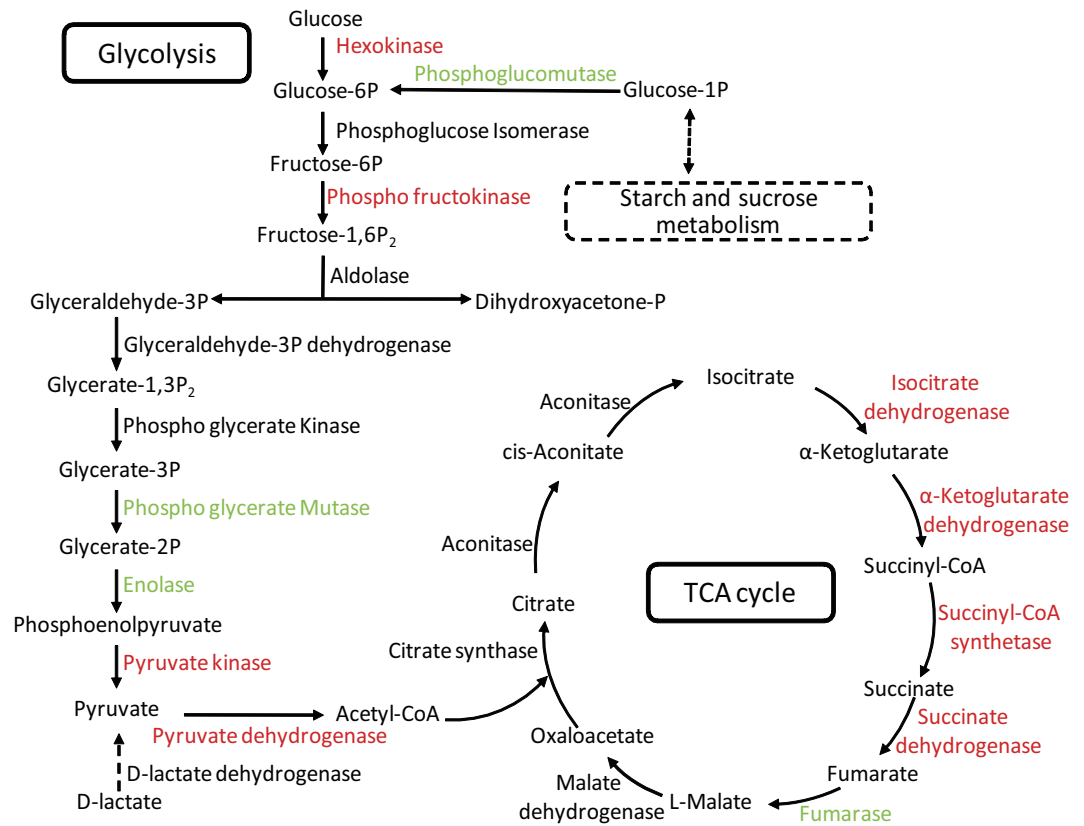 Glycolysis
Glucose
Hexokinase
Phosphoglucomutase
Glucose-6P
Glucose-1P
Phosphoglucose Isomerase
Fructose-6P
Phospho fructokinase
Starch and sucrose
metabolism
Fructose-1,6P₂
Aldolase
Glyceraldehyde-3P
Dihydroxyacetone-P
Glyceraldehyde-3P dehydrogenase
Glycerate-1,3P₂
Phospho glycerate Kinase
Glycerate-3P
Phospho glycerate Mutase
Glycerate-2P
Enolase
Phosphoenolpyruvate
Pyruvate kinase
Pyruvate
Pyruvate dehydrogenase
Acetyl-CoA
D-lactate dehydrogenase
D-lactate
TCA cycle
Isocitrate
Isocitrate
dehydrogenase
α-Ketoglutarate
α-Ketoglutarate
dehydrogenase
Succinyl-CoA
Succinyl-CoA
synthetase
Succinate
Succinate
dehydrogenase
Fumarate
Fumarase
L-Malate
Malate
dehydrogenase
Oxaloacetate
Citrate synthase
Citrate
Aconitase
cis-Aconitate
Aconitase